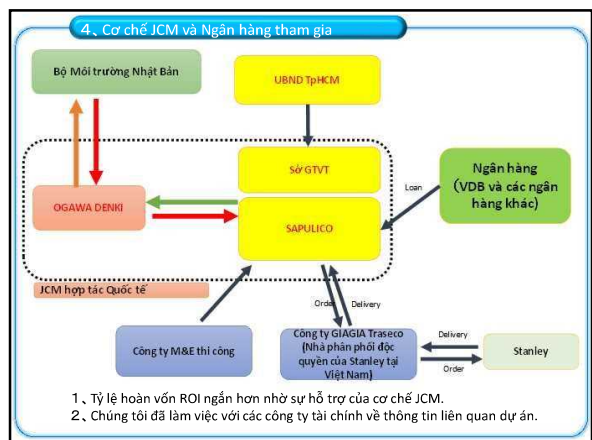 4、Cơ chế JCM và Ngân hàng tham gia
Bộ Môi trường Nhật Bản
UBND TpHCM
Sở GTVT
Ngân hàng
(VDB và các ngân
hàng khác)
Loan
OGAWA DENKI
SAPULICO
JCM hợp tác Quốc tế
Order
Delivery
Công ty M&E thi công
Công ty GIAGIA Traseco
(Nhà phân phối độc
quyền của Stanley tại
Việt Nam)
Delivery
Order
Stanley
1、Tỷ lệ hoàn vốn ROI ngắn hơn nhờ sự hỗ trợ của cơ chế JCM.
2、Chúng tôi đã làm việc với các công ty tài chính về thông tin liên quan dự án.